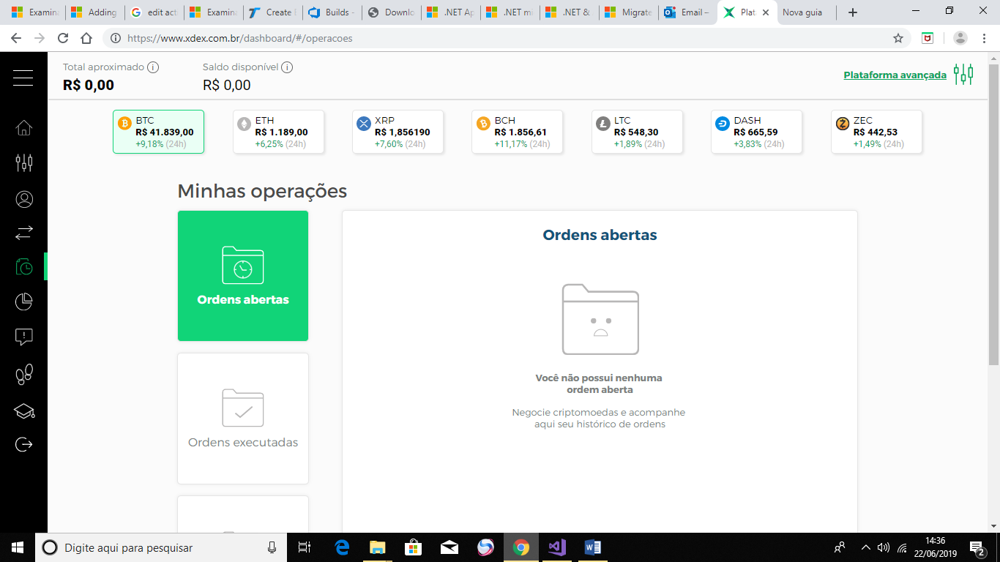 Examina
Adding
edit act
Examina
Create
Builds -
Downlo
.NET Ap
.NET m
.NET &
Migrate
Email –
Plat
Nova guia
https://www.xdex.com.br/dashboard/#/operacoes
Total aproximado
Saldo disponível
R$ 0,00
R$ 0,00
Plataforma avançada
BTC
R$ 41.839,00
+9,18% (24h)
ETH
R$ 1.189,00
+6,25% (24h)
XRP
R$ 1,856190
+7,60% (24h)
BCH
R$ 1.856,61
+11,17% (24h)
LTC
R$ 548,30
+1,89% (24h)
DASH
R$ 665,59
+3,83% (24h)
ZEC
R$ 442,53
+1,49% (24h)
Minhas operações
Ordens abertas
Ordens executadas
Ordens abertas
Você não possui nenhuma
ordem aberta
Negocie criptomoedas e acompanhe
aqui seu histórico de ordens
Digite aqui para pesquisar
14:36
22/06/2019
2